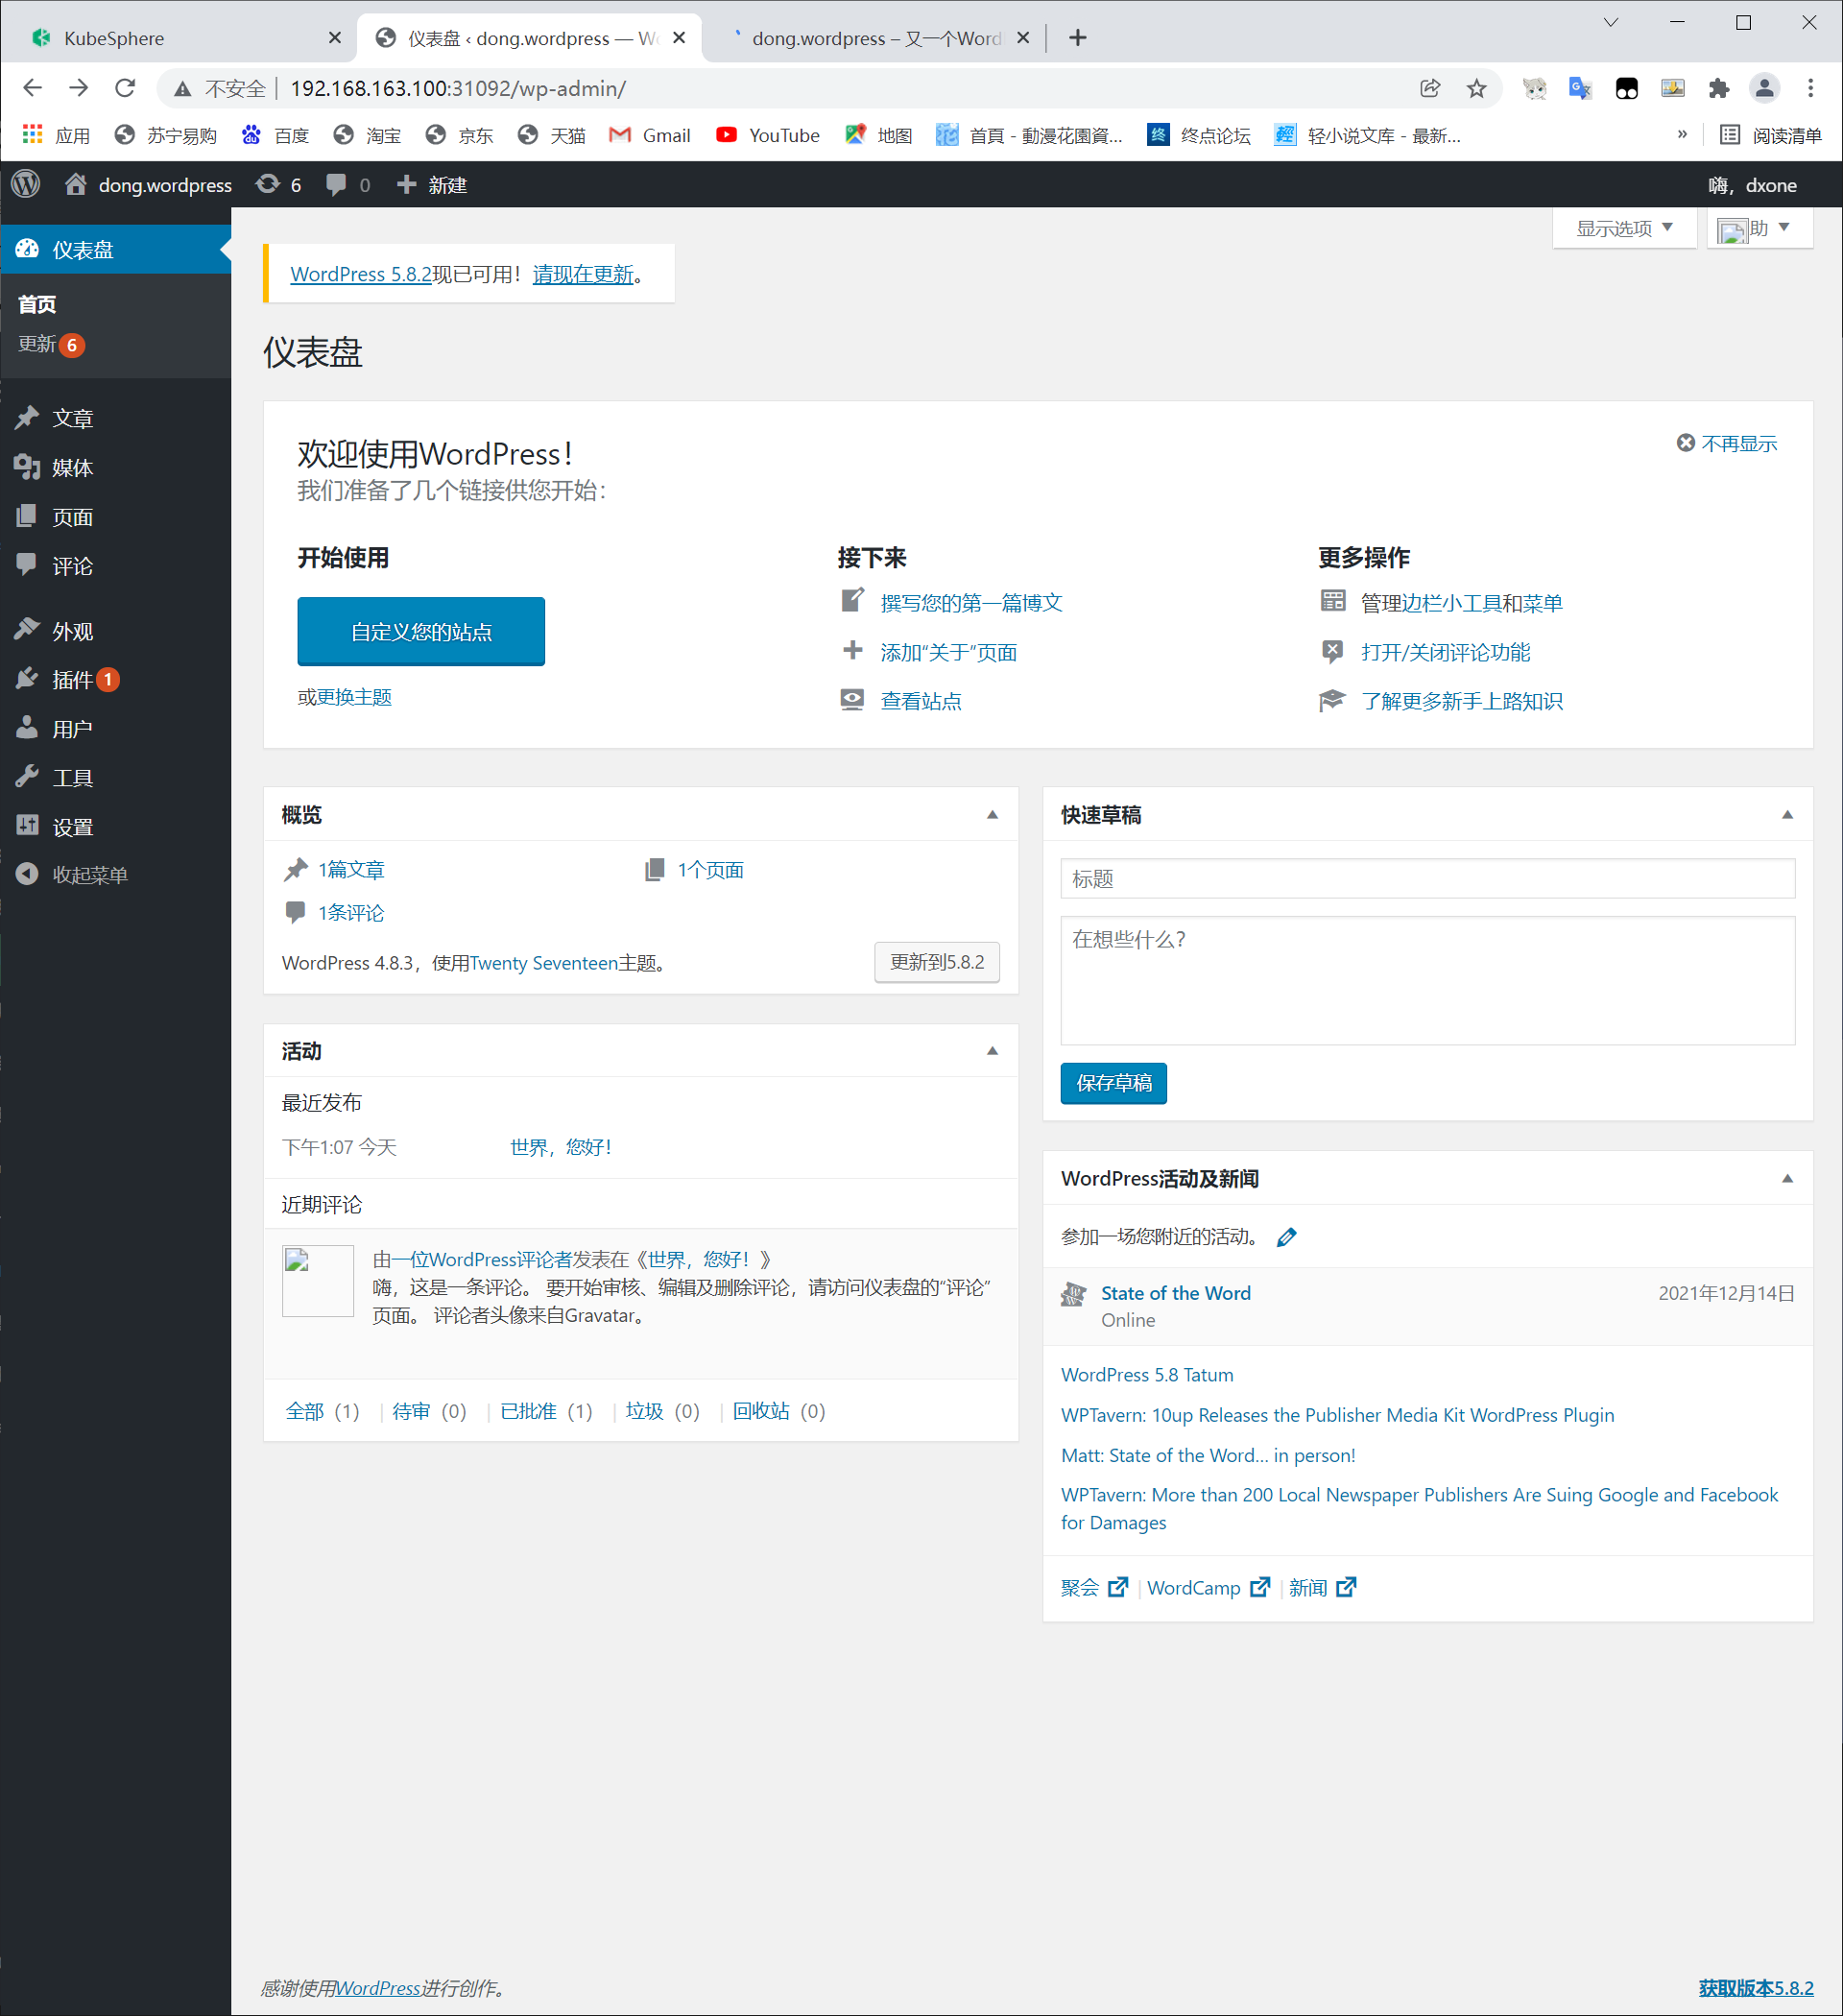 KubeSphere
仪表盘 ‹ dong.wordpress — Wo
dong.wordpress – 又一个Word
不安全 192.168.163.100:31092/wp-admin/
应用 苏宁易购 百度 淘宝 京东 天猫 Gmail YouTube 地图 首頁 - 動漫花園資... 终点论坛 轻小说文库 - 最新... » 阅读清单
dong.wordpress 6 0 新建 嗨，dxone
仪表盘
首页
更新 6
文章
媒体
页面
评论
外观
插件 1
用户
工具
设置
收起菜单
显示选项
助
WordPress 5.8.2现已可用！请现在更新。
仪表盘
欢迎使用WordPress！
不再显示
我们准备了几个链接供您开始：
开始使用
自定义您的站点
或更换主题
接下来
撰写您的第一篇博文
添加“关于”页面
查看站点
更多操作
管理边栏小工具和菜单
打开/关闭评论功能
了解更多新手上路知识
概览
1篇文章
1个页面
1条评论
WordPress 4.8.3，使用Twenty Seventeen主题。
更新到5.8.2
活动
最近发布
下午1:07 今天 世界，您好！
近期评论
由一位WordPress评论者发表在《世界，您好！》
嗨，这是一条评论。 要开始审核、编辑及删除评论，请访问仪表盘的“评论”
页面。 评论者头像来自Gravatar。
全部（1） | 待审（0） | 已批准（1） | 垃圾（0） | 回收站（0）
快速草稿
标题
在想些什么？
保存草稿
WordPress活动及新闻
参加一场您附近的活动。
State of the Word 2021年12月14日
Online
WordPress 5.8 Tatum
WPTavern: 10up Releases the Publisher Media Kit WordPress Plugin
Matt: State of the Word… in person!
WPTavern: More than 200 Local Newspaper Publishers Are Suing Google and Facebook
for Damages
聚会 | WordCamp | 新闻
感谢使用WordPress进行创作。
获取版本5.8.2